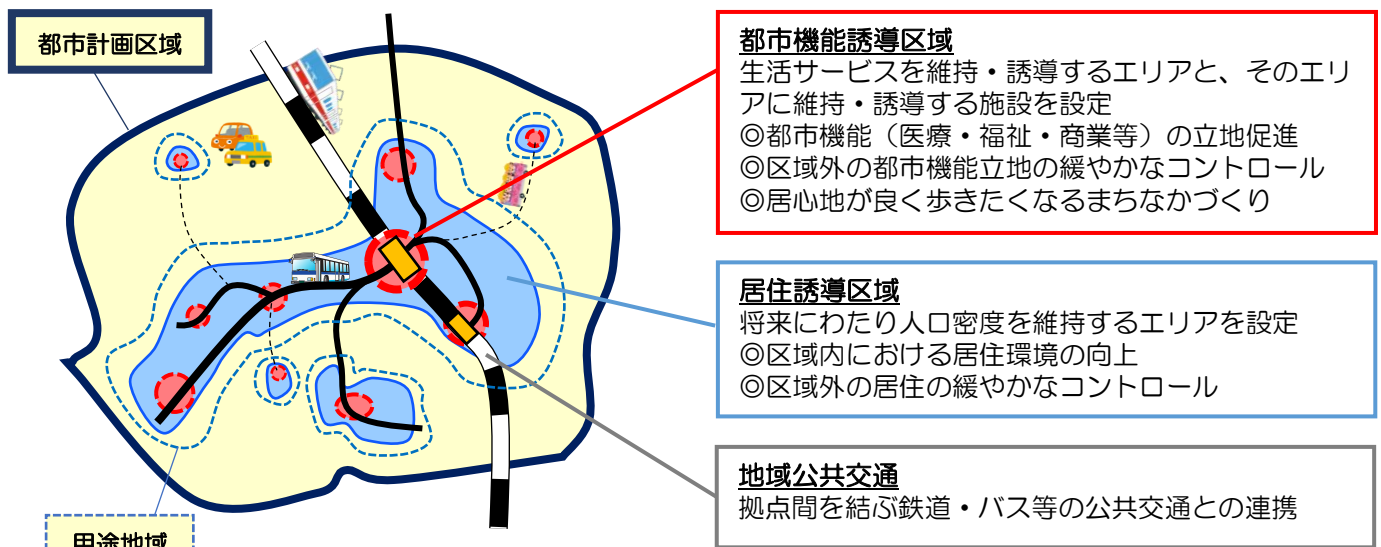 都市計画区域
都市機能誘導区域
生活サービスを維持・誘導するエリアと、そのエリ
アに維持・誘導する施設を設定
◎都市機能（医療・福祉・商業等）の立地促進
◎区域外の都市機能立地の緩やかなコントロール
◎居心地が良く歩きたくなるまちなかづくり
居住誘導区域
将来にわたり人口密度を維持するエリアを設定
◎区域内における居住環境の向上
◎区域外の居住の緩やかなコントロール
地域公共交通
拠点間を結ぶ鉄道・バス等の公共交通との連携
用途地域